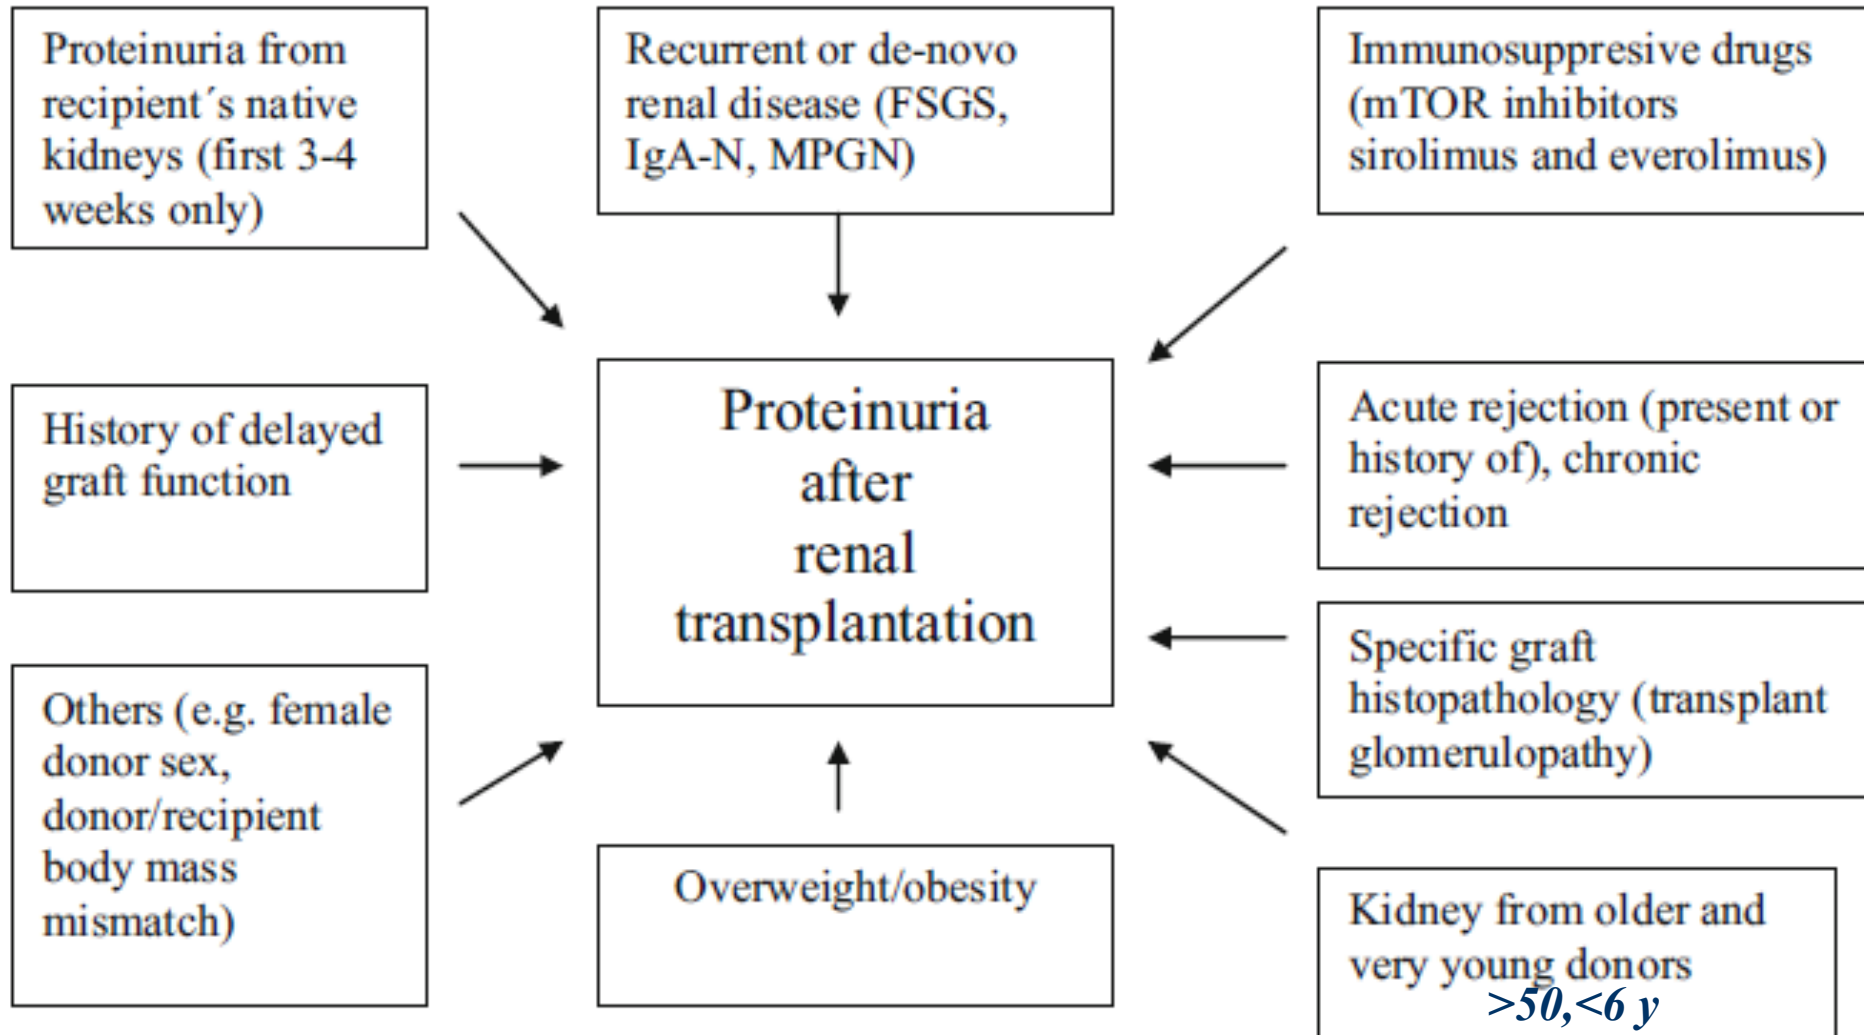 Proteinuria from
recipient´s native
kidneys (first 3-4
weeks only)
Recurrent or de-novo
renal disease (FSGS,
IgA-N, MPGN)
Immunosuppresive drugs
(mTOR inhibitors
sirolimus and everolimus)
History of delayed
graft function
Proteinuria
after
renal
transplantation
Acute rejection (present or
history of), chronic
rejection
Others (e.g. female
donor sex,
donor/recipient
body mass
mismatch)
Overweight/obesity
Specific graft
histopathology (transplant
glomerulopathy)
Kidney from older and
very young donors
>50,<6 y